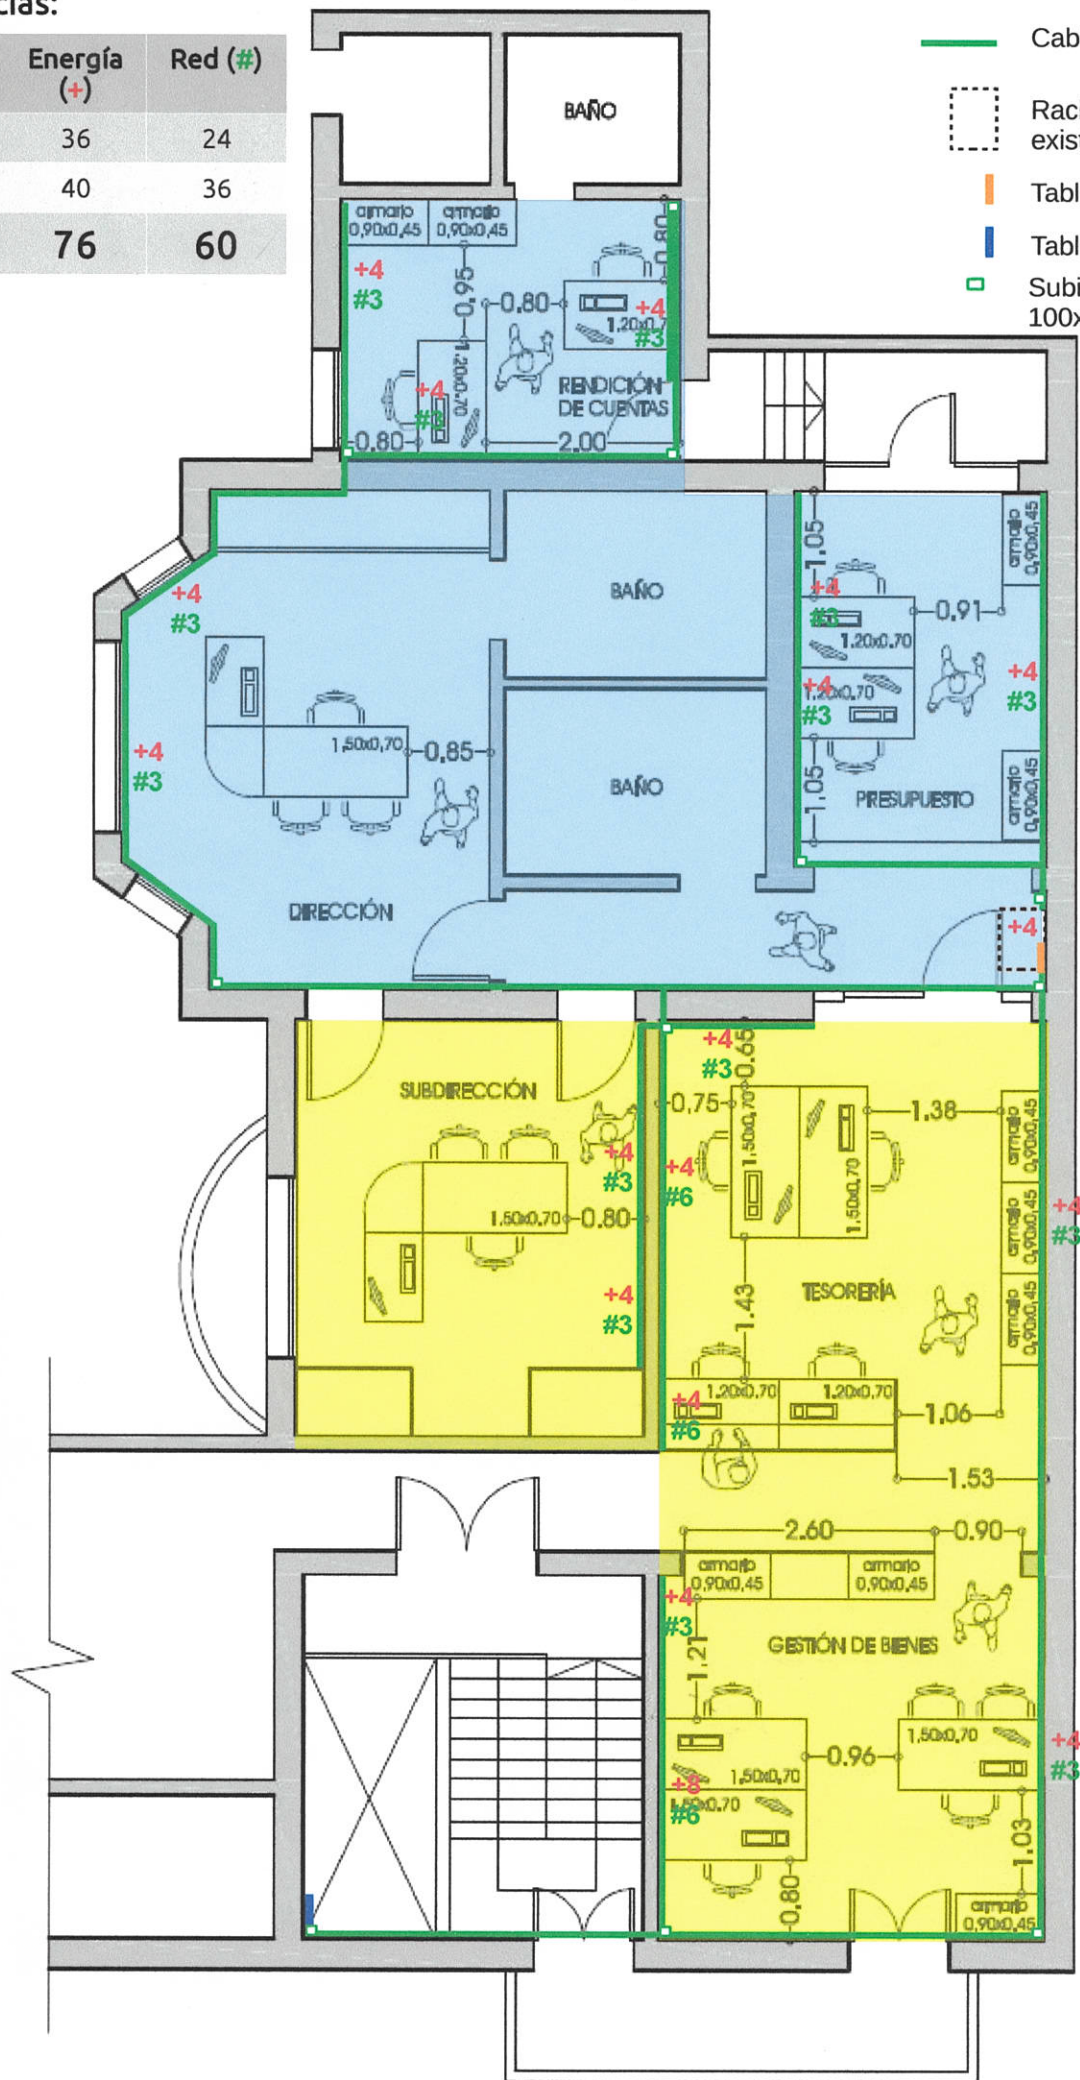 cias:
Energía
(+)
Red (#)
36
24
40
36
76
60
Cab
Rac
exist
Tabl
Tabl
Subi
100x
BAÑO
armario
0,90x0,45
armario
0,90x0,45
0.80
+4
#3
0.95
0.80
+4
1.20x0.7
#3
1.20x0.70
+4
#3
RENDICIÓN
DE CUENTAS
0.80
2.00
1.05
armario
0,90x0,45
+4
#3
BAÑO
+4
#3
0.91
1.20x0.70
+4
1.20x0.70
#3
+4
#3
+4
#3
1,50x0,70
0.85
BAÑO
1.05
PRESUPUESTO
armario
0,90x0,45
DIRECCIÓN
+4
SUBDIRECCIÓN
+4
#3
0.65
0.75
1.50x0,70
1.38
armario
0,90x0,45
+4
#3
+4
#6
1.50x0.70
1.50x0.70
0.80
armario
0,90x0,45
+4
#3
+4
#3
1.43
TESORERÍA
armario
0,90x0,45
1.20x0,70
1.20x0,70
+4
#6
1.06
1.53
2.60
0.90
armario
0,90x0,45
armario
0,90x0,45
+4
#3
1.21
GESTIÓN DE BIENES
1,50x0,70
0.96
+4
#3
1,50x0,70
+8
1,50x0.70
#6
1.03
0.80
armario
0,90x0,45